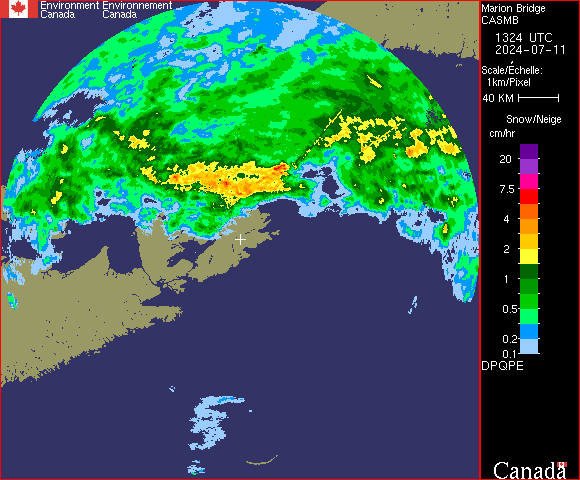 Environment Environnement
Canada Canada
Marion Bridge
CASMB
1324 UTC
2024-07-11
Scale/Échelle:
1km/Pixel
40 KM
Snow/Neige
cm/hr
20
7.5
4
2
1
0.5
0.2
0.1
DPQPE
Canada